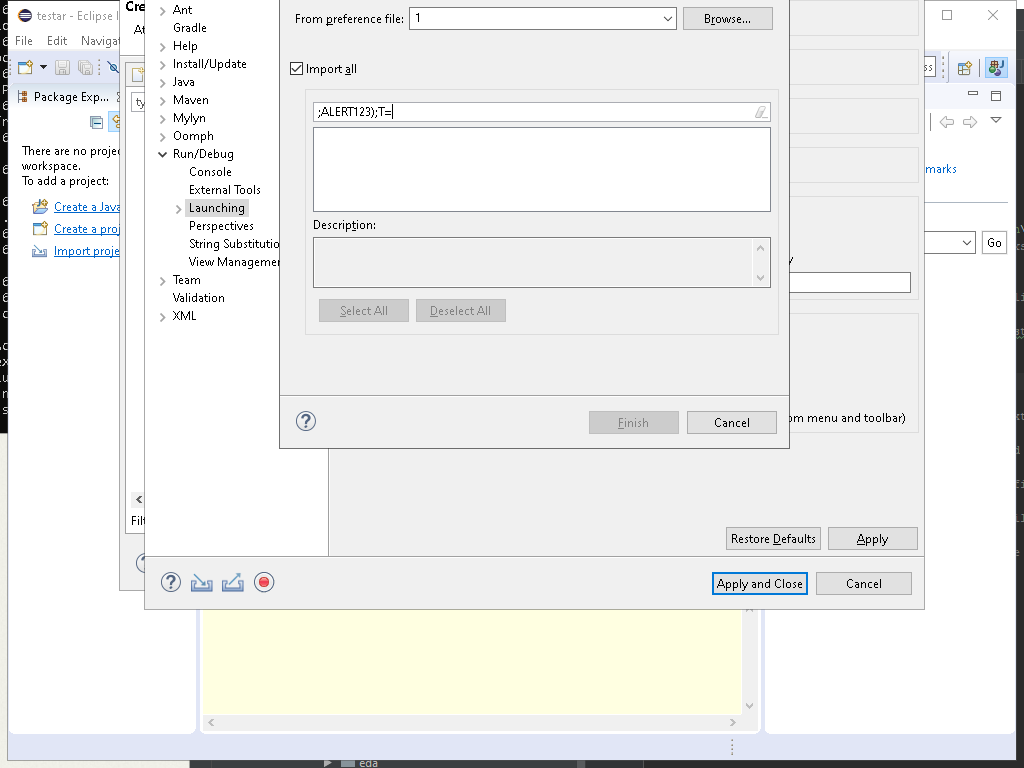 testar - Eclipse I
File Edit Navigat
Package Exp...
There are no proje
workspace.
To add a project:
Create a Java
Create a proj
Import proje
Cre
ty
Filt
Ant
Gradle
Help
Install/Update
Java
Maven
Mylyn
Oomph
Run/Debug
Console
External Tools
Launching
Perspectives
String Substitutio
View Managemen
Team
Validation
XML
From preference file: 1 Browse...
Import all
;ALERT123);T=
Description:
Select All Deselect All
Finish Cancel
om menu and toolbar)
Restore Defaults Apply
Apply and Close Cancel
ss
marks
Go
eda